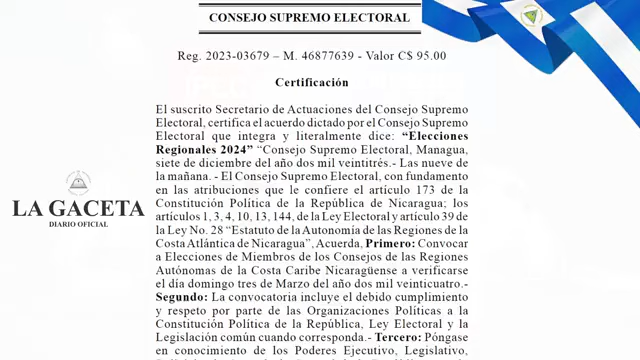 CONSEJO SUPREMO ELECTORAL
Reg. 2023-03679 – M. 46877639 - Valor C$ 95.00
Certificación
El suscrito Secretario de Actuaciones del Consejo Supremo
Electoral, certifica el acuerdo dictado por el Consejo Supremo
Electoral que integra y literalmente dice: “Elecciones
Regionales 2024” “Consejo Supremo Electoral, Managua,
siete de diciembre del año dos mil veintitrés.- Las nueve de
la mañana. - El Consejo Supremo Electoral, con fundamento
en las atribuciones que le confiere el artículo 173 de la
Constitución Política de la República de Nicaragua; los
artículos 1, 3, 4, 10, 13, 144, de la Ley Electoral y artículo 39 de
la Ley No. 28 “Estatuto de la Autonomía de las Regiones de la
Costa Atlántica de Nicaragua”, Acuerda, Primero: Convocar
a Elecciones de Miembros de los Consejos de las Regiones
Autónomas de la Costa Caribe Nicaragüense a verificarse
el día domingo tres de Marzo del año dos mil veinticuatro.-
Segundo: La convocatoria incluye el debido cumplimiento
y respeto por parte de las Organizaciones Políticas a la
Constitución Política de la República, Ley Electoral y la
Legislación común cuando corresponda.- Tercero: Póngase
en conocimiento de los Poderes Ejecutivo, Legislativo,
LA GACETA
DIARIO OFICIAL